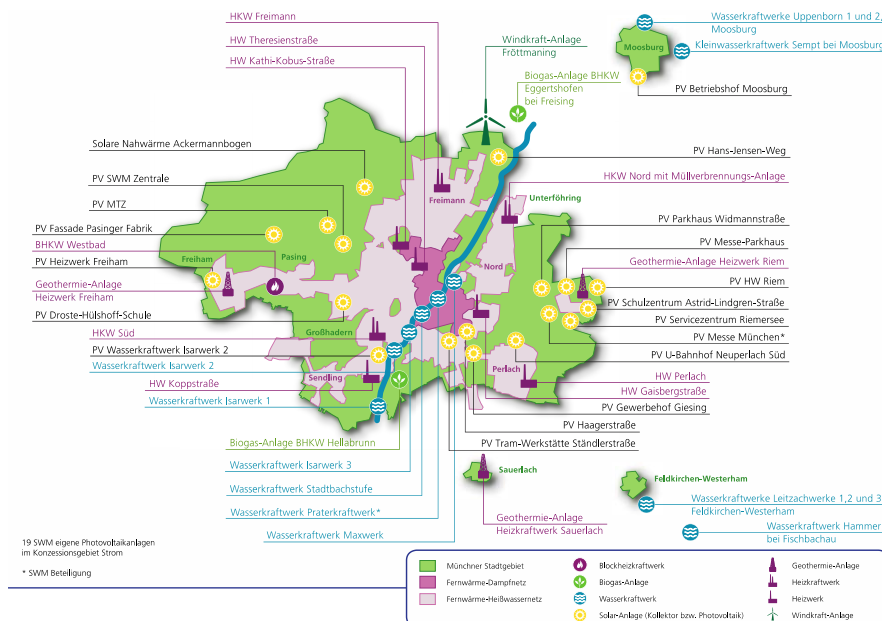 HKW Freimann
HW Theresienstraße
HW Kathi-Kobus-Straße
Windkraft-Anlage
Fröttmaning
Biogas-Anlage BHKW
Eggertshofen
bei Freising
Wasserkraftwerke Uppenborn 1 und 2,
Moosburg
Kleinwasserkraftwerk Sempt bei Moosburg
Moosburg
PV Betriebshof Moosburg
Solare Nahwärme Ackermannbogen
PV SWM Zentrale
PV MTZ
PV Fassade Pasinger Fabrik
BHKW Westbad
PV Heizwerk Freiham
Geothermie-Anlage
Heizwerk Freiham
PV Droste-Hülshoff-Schule
HKW Süd
PV Wasserkraftwerk Isarwerk 2
Wasserkraftwerk Isarwerk 2
HW Koppstraße
Wasserkraftwerk Isarwerk 1
Freimann
Unterföhring
Pasing
Freiham
Nord
Großhadern
Sendling
Perlach
PV Hans-Jensen-Weg
HKW Nord mit Müllverbrennungs-Anlage
PV Parkhaus Widmannstraße
PV Messe-Parkhaus
Geothermie-Anlage Heizwerk Riem
Riem
PV HW Riem
PV Schulzentrum Astrid-Lindgren-Straße
PV Servicezentrum Riemersee
PV Messe München*
PV U-Bahnhof Neuperlach Süd
HW Perlach
HW Gaisbergstraße
PV Gewerbehof Giesing
PV Haagerstraße
PV Tram-Werkstätte Ständlerstraße
Biogas-Anlage BHKW Hellabrunn
Wasserkraftwerk Isarwerk 3
Wasserkraftwerk Stadtbachstufe
Wasserkraftwerk Praterkraftwerk*
Wasserkraftwerk Maxwerk
Sauerlach
Geothermie-Anlage
Heizkraftwerk Sauerlach
Feldkirchen-Westerham
Wasserkraftwerke Leitzachwerke 1,2 und 3
Feldkirchen-Westerham
Wasserkraftwerk Hammer
bei Fischbachau
19 SWM eigene Photovoltaikanlagen
im Konzessionsgebiet Strom
* SWM Beteiligung
Münchner Stadtgebiet
Fernwärme-Dampfnetz
Fernwärme-Heißwassernetz
Blockheizkraftwerk
Biogas-Anlage
Wasserkraftwerk
Solar-Anlage (Kollektor bzw. Photovoltaik)
Geothermie-Anlage
Heizkraftwerk
Heizwerk
Windkraft-Anlage